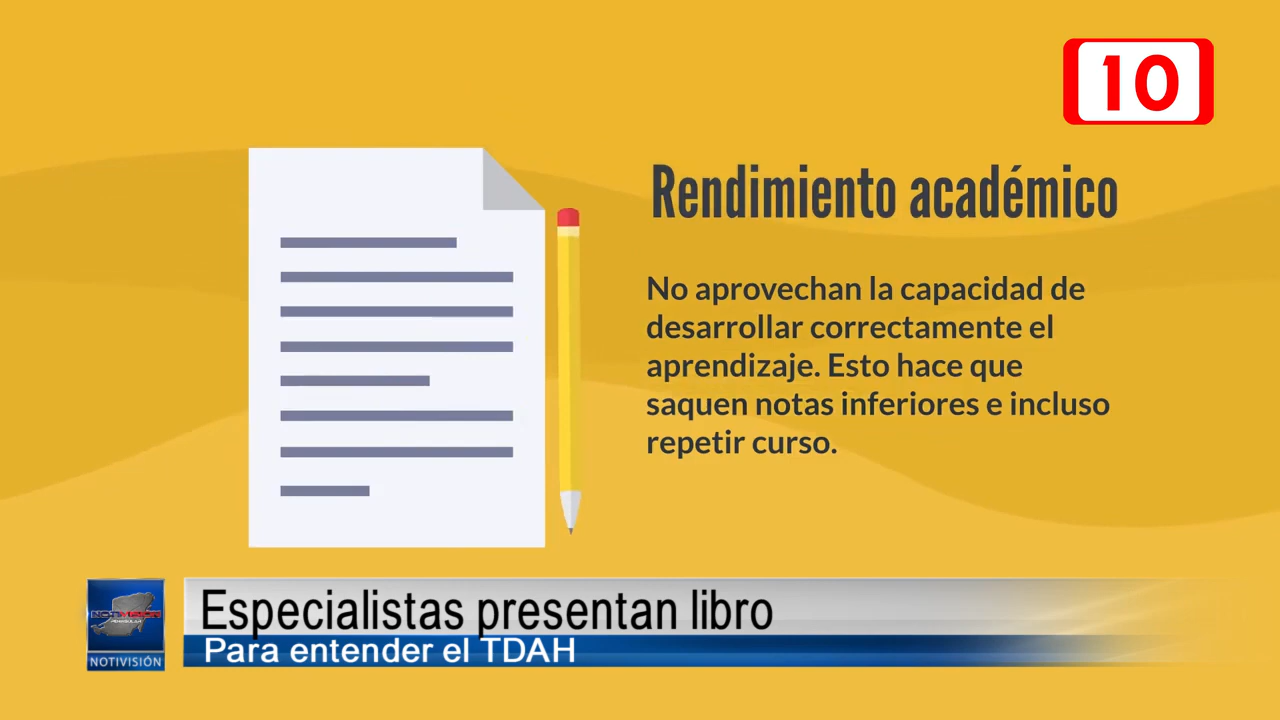 10
Rendimiento académico
No aprovechan la capacidad de
desarrollar correctamente el
aprendizaje. Esto hace que
saquen notas inferiores e incluso
repetir curso.
Especialistas presentan libro
Para entender el TDAH
NOTIVISIÓN